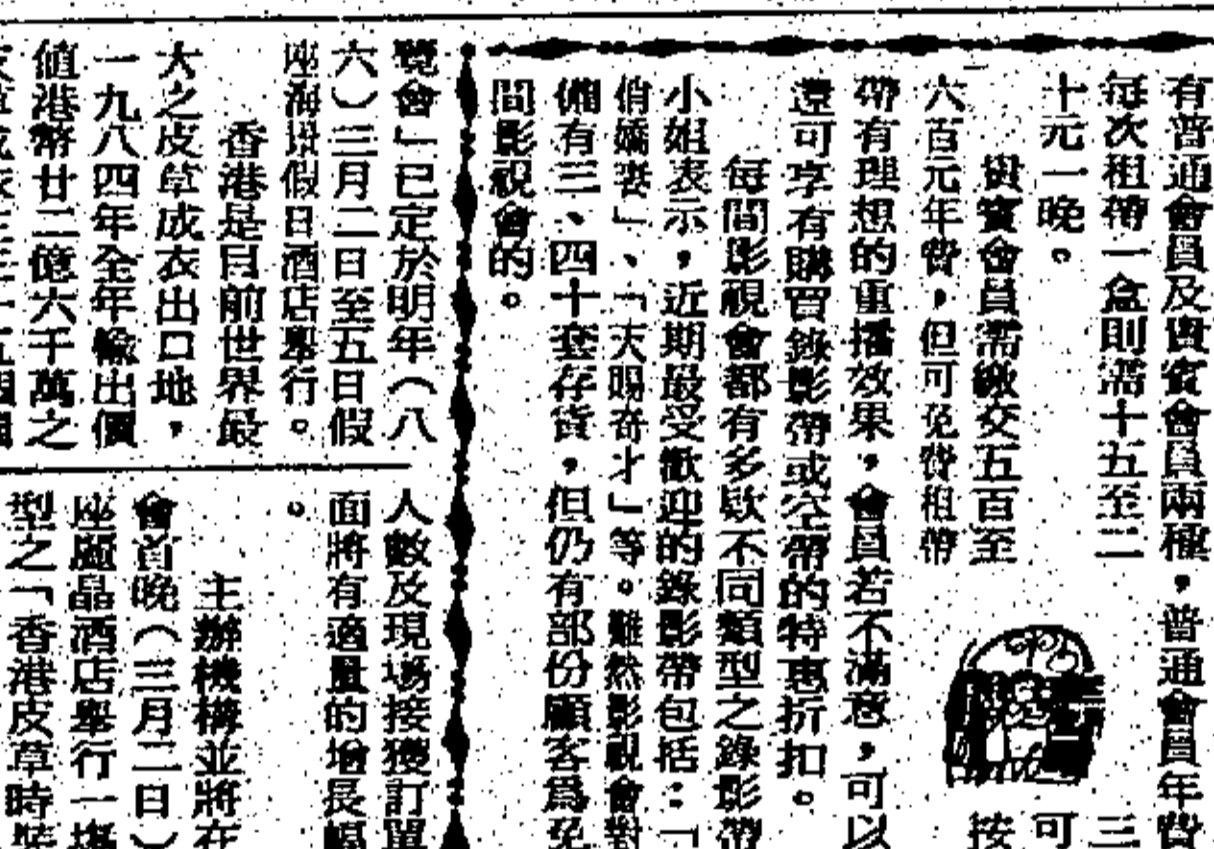 有普通會員及貴賓會員兩種，普通會員年費
每次租帶一盒則需十五至二
三
十元一晚。
可
貴賓會員需繳交五百至
按
六百元年費，但可免費租帶
帶有理想的重播效果，會員若不滿意，可以
還可享有購買錄影帶或空帶的特惠折扣。
每間影視會都有多款不同類型之錄影帶
小姐表示，近期最受歡迎的錄影帶包括：「
俏嬌妻」、「天賜奇才」等。雖然影視會對
備有三、四十套存貨，但仍有部份顧客為免
間影視會的。
覽會」已定於明年（八
六）三月二日至五日假
座海景假日酒店舉行。
香港是目前世界最
大之皮草成衣出口地，
一九八四年全年輸出價
值港幣廿二億六千萬之
人數及現場接獲訂單
面將有適量的增長幅
。
主辦機構並將在
會首晚（三月二日）
座麗晶酒店舉行一場
型之「香港皮草時裝